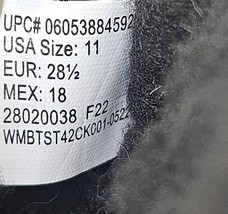 UPC# 06053884592
USA Size: 11
EUR: 28½
MEX: 18
28020038 F22
WMBTST42CK001-0522